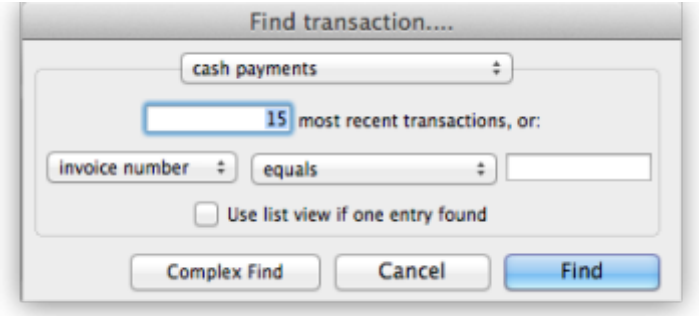 Find transaction....
cash payments
15 most recent transactions, or:
invoice number equals
Use list view if one entry found
Complex Find Cancel Find